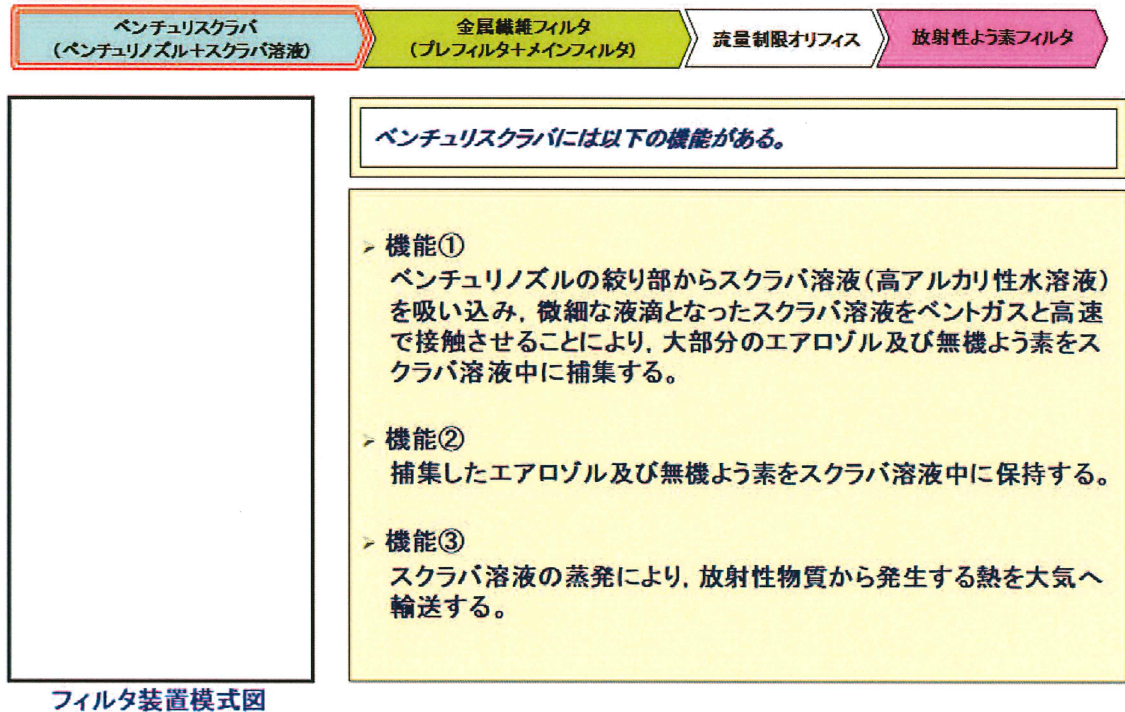 ベンチュリスクラバ
(ベンチュリノズル+スクラバ溶液)
金属繊維フィルタ
(プレフィルタ+メインフィルタ)
流量制限オリフィス
放射性よう素フィルタ
ベンチュリスクラバには以下の機能がある。
➢ 機能①
ベンチュリノズルの絞り部からスクラバ溶液(高アルカリ性水溶液)
を吸い込み，微細な液滴となったスクラバ溶液をベントガスと高速
で接触させることにより，大部分のエアロゾル及び無機よう素をス
クラバ溶液中に捕集する。
➢ 機能②
捕集したエアロゾル及び無機よう素をスクラバ溶液中に保持する。
➢ 機能③
スクラバ溶液の蒸発により，放射性物質から発生する熱を大気へ
輸送する。
フィルタ装置模式図